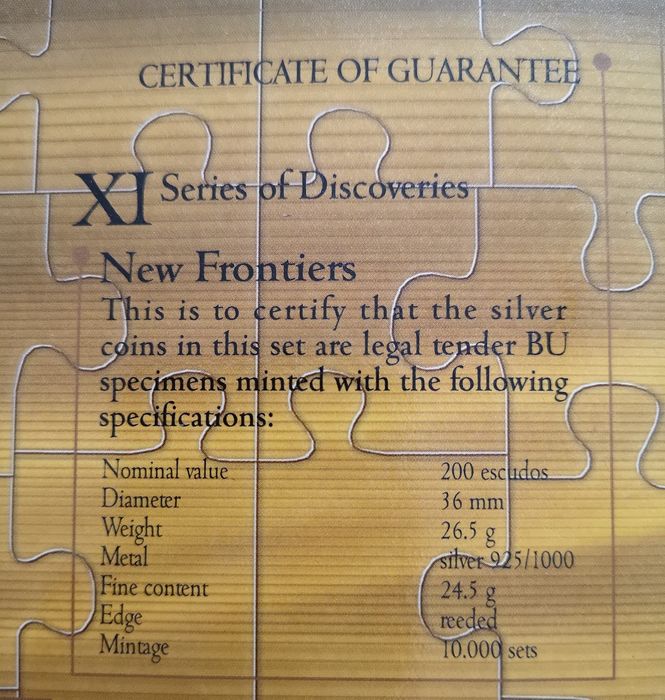 CERTIFICATE OF GUARANTEE
XI Series of Discoveries
New Frontiers
This is to certify that the silver
coins in this set are legal tender BU
specimens minted with the following
specifications:
Nominal value 200 escudos
Diameter 36 mm
Weight 26.5 g
Metal silver 925/1000
Fine content 24.5 g
Edge reeded
Mintage 10.000 sets